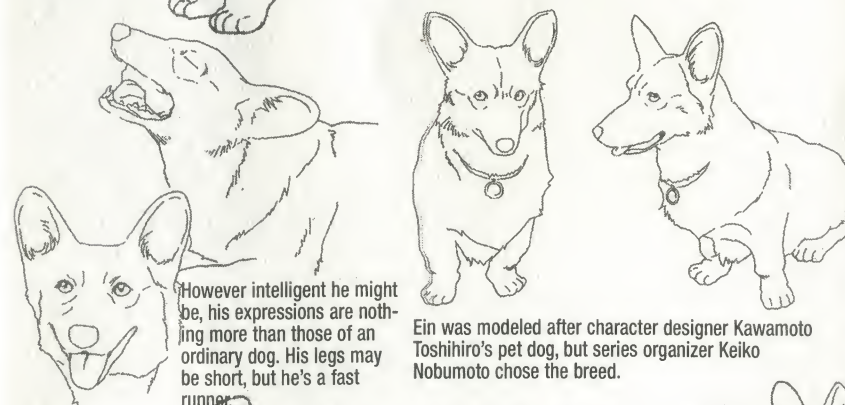 However intelligent he might
be, his expressions are noth-
ing more than those of an
ordinary dog. His legs may
be short, but he's a fast
runner.
Ein was modeled after character designer Kawamoto
Toshihiro's pet dog, but series organizer Keiko
Nobumoto chose the breed.